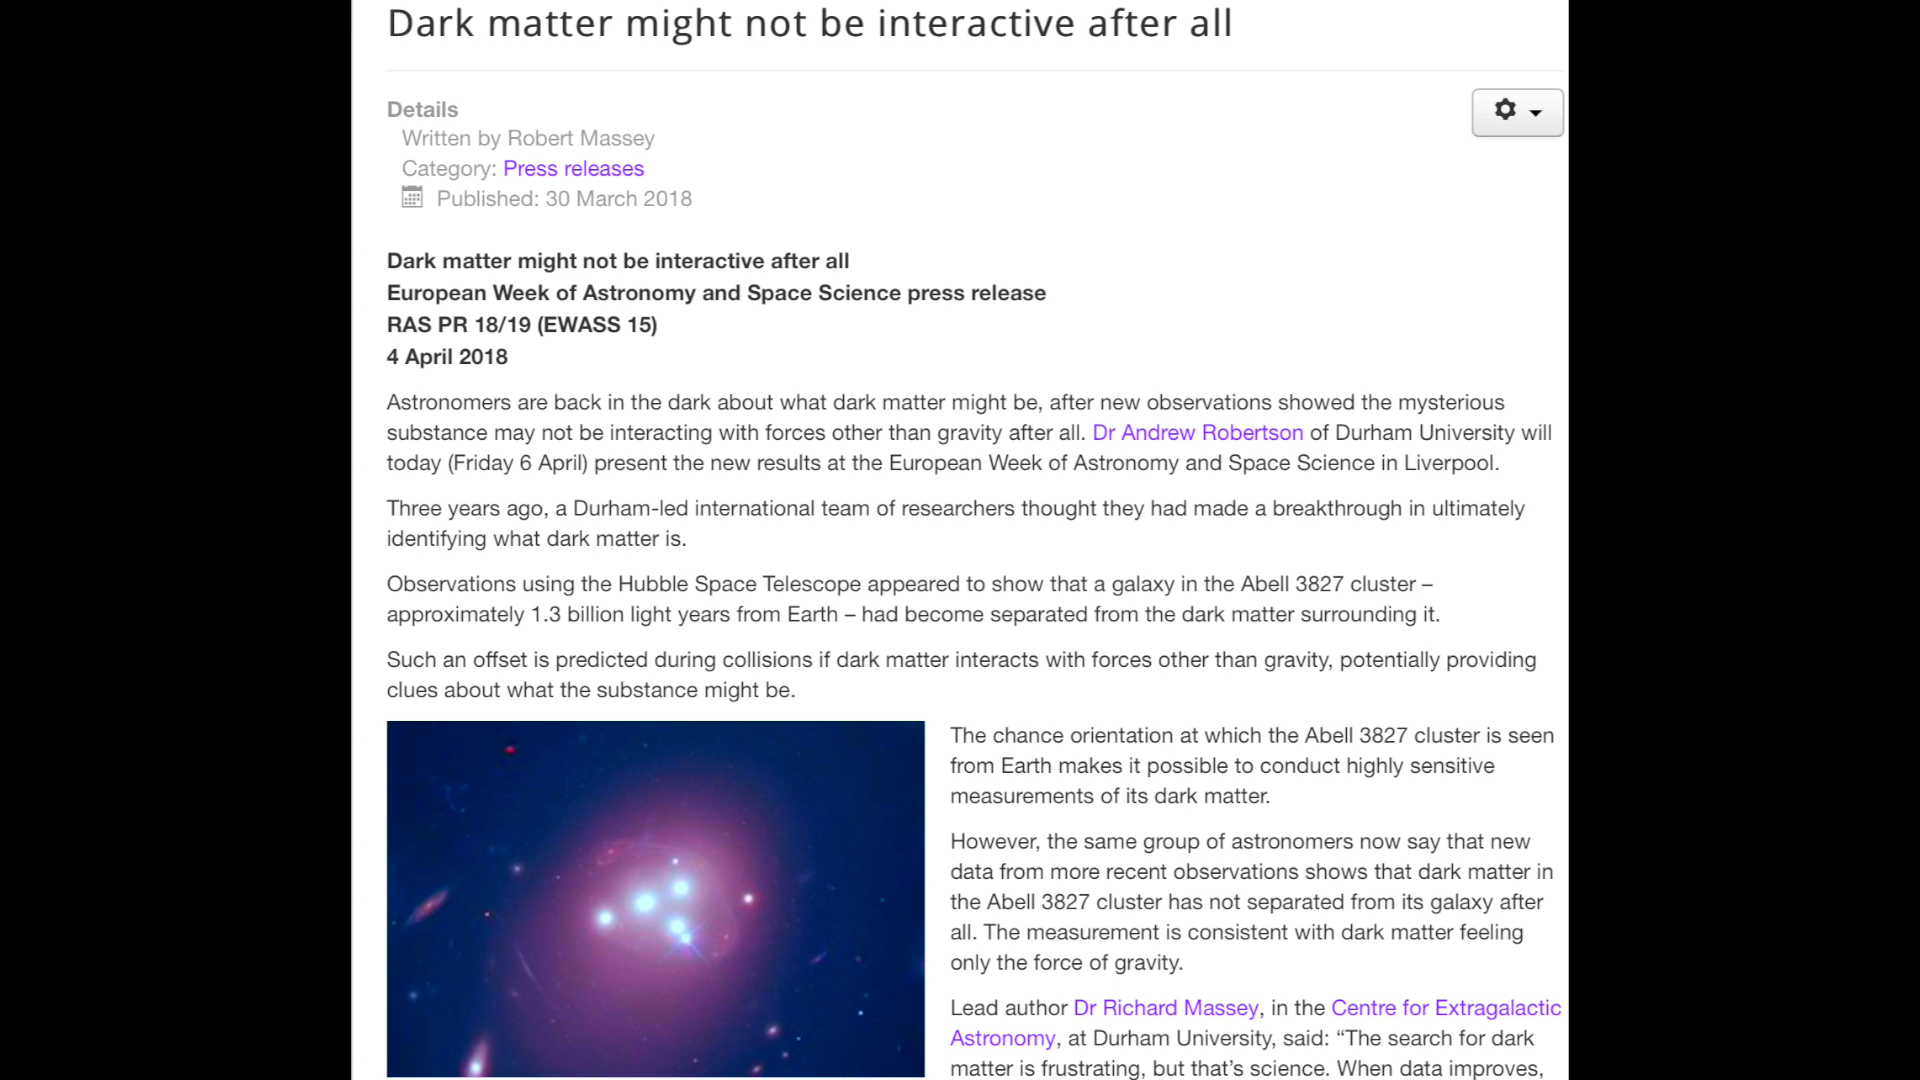 Dark matter might not be interactive after all
Details
Written by Robert Massey
Category: Press releases
Published: 30 March 2018
Dark matter might not be interactive after all
European Week of Astronomy and Space Science press release
RAS PR 18/19 (EWASS 15)
4 April 2018
Astronomers are back in the dark about what dark matter might be, after new observations showed the mysterious
substance may not be interacting with forces other than gravity after all. Dr Andrew Robertson of Durham University will
today (Friday 6 April) present the new results at the European Week of Astronomy and Space Science in Liverpool.
Three years ago, a Durham-led international team of researchers thought they had made a breakthrough in ultimately
identifying what dark matter is.
Observations using the Hubble Space Telescope appeared to show that a galaxy in the Abell 3827 cluster –
approximately 1.3 billion light years from Earth – had become separated from the dark matter surrounding it.
Such an offset is predicted during collisions if dark matter interacts with forces other than gravity, potentially providing
clues about what the substance might be.
The chance orientation at which the Abell 3827 cluster is seen
from Earth makes it possible to conduct highly sensitive
measurements of its dark matter.
However, the same group of astronomers now say that new
data from more recent observations shows that dark matter in
the Abell 3827 cluster has not separated from its galaxy after
all. The measurement is consistent with dark matter feeling
only the force of gravity.
Lead author Dr Richard Massey, in the Centre for Extragalactic
Astronomy, at Durham University, said: “The search for dark
matter is frustrating, but that’s science. When data improves,